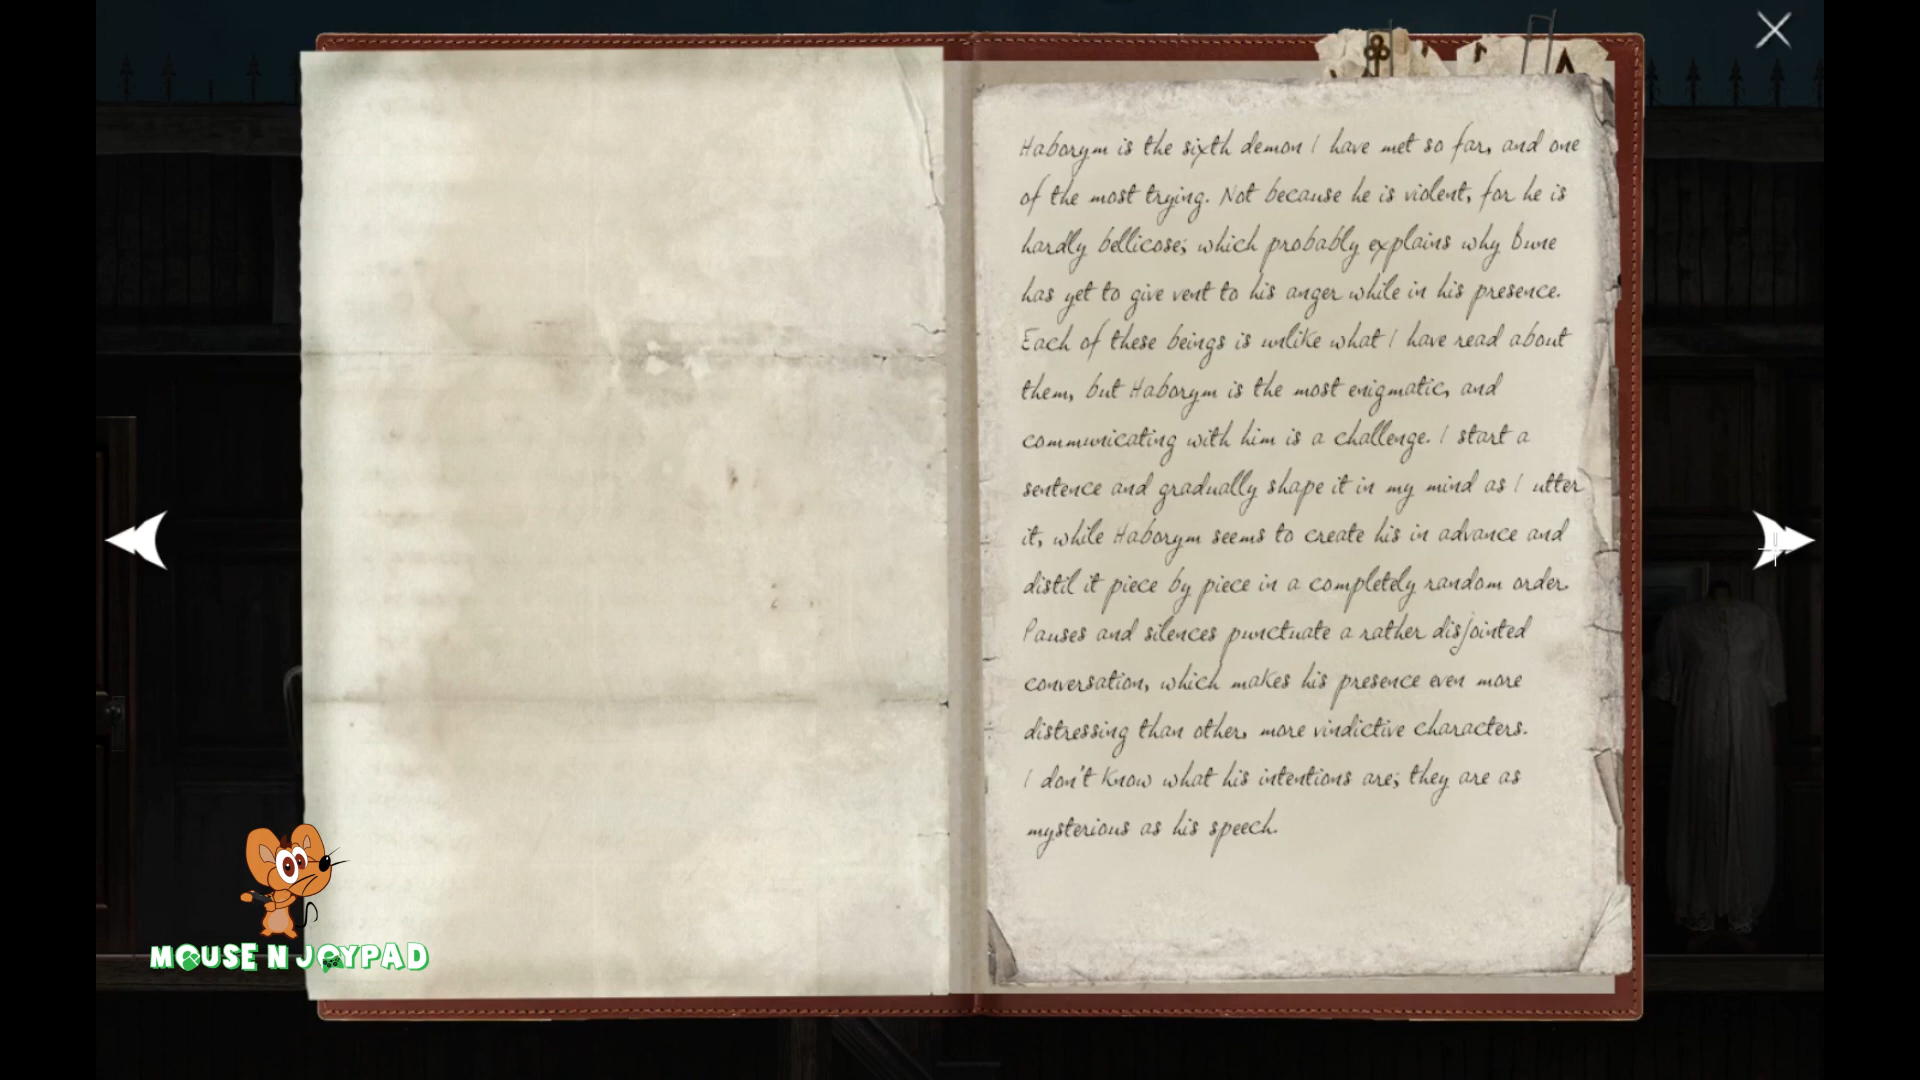 Haborym is the sixth demon I have met so far, and one
of the most trying. Not because he is violent, for he is
hardly bellicose; which probably explains why Bune
has yet to give vent to his anger while in his presence.
Each of these beings is unlike what I have read about
them, but Haborym is the most enigmatic, and
communicating with him is a challenge. I start a
sentence and gradually shape it in my mind as I utter
it, while Haborym seems to create his in advance and
distil it piece by piece in a completely random order.
Pauses and silences punctuate a rather disjointed
conversation, which makes his presence even more
distressing than other, more vindictive characters.
I don't know what his intentions are; they are as
mysterious as his speech.
MOUSE N JOYPAD